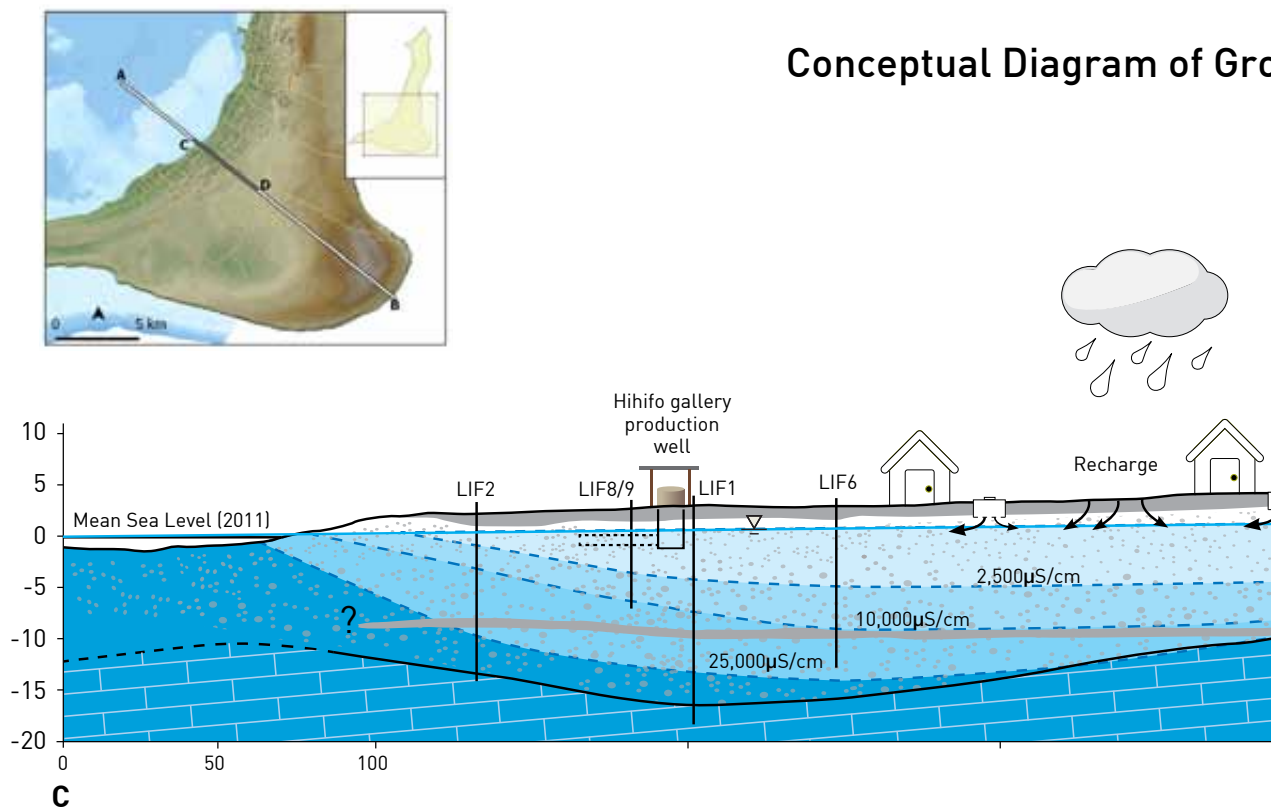 Conceptual Diagram of Gro
A
C
D
B
0
5 km
Hihifo gallery
production
well
LIF2
LIF8/9
LIF1
LIF6
Recharge
Mean Sea Level (2011)
10
5
0
-5
-10
-15
-20
?
2,500µS/cm
10,000µS/cm
25,000µS/cm
0
50
100
C